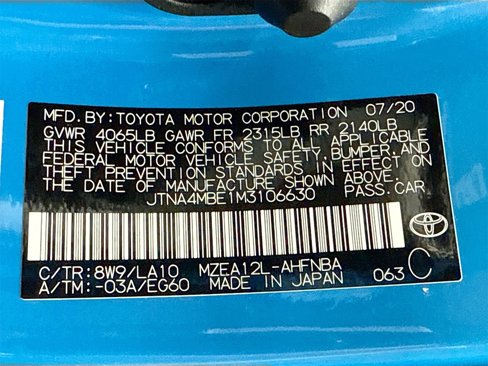 MFD.BY:TOYOTA MOTOR CORPORATION 07/20
GVWR 4065LB GAWR FR 2315LB RR 2140LB
THIS VEHICLE CONFORMS TO ALL APPLICABLE
FEDERAL MOTOR VEHICLE SAFETY, BUMPER, AND
THEFT PREVENTION STANDARDS IN EFFECT ON
THE DATE OF MANUFACTURE SHOWN ABOVE.
JTNA4MBE1M3106630 PASS.CAR
TOYOTA
C/TR:8W9/LA10 MZEA12L-AHFNBA
A/TM:-03A/EG60 MADE IN JAPAN 063 C